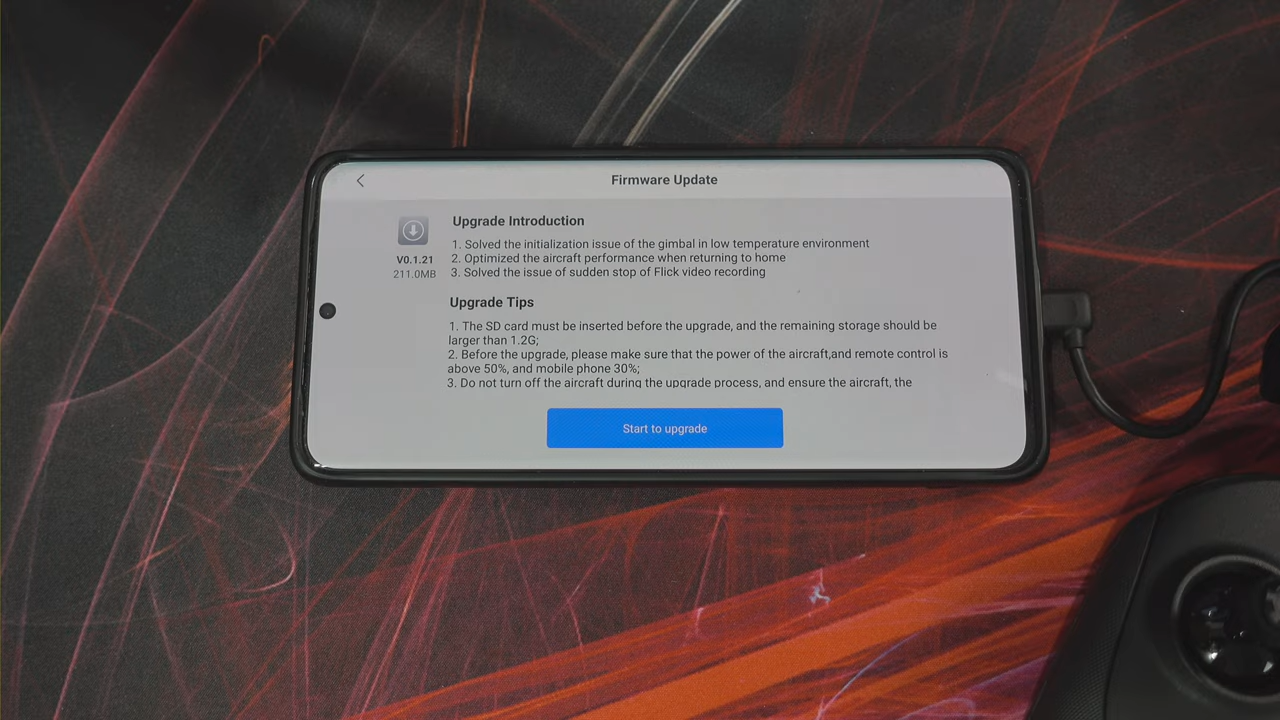 Firmware Update
Upgrade Introduction
1. Solved the initialization issue of the gimbal in low temperature environment
2. Optimized the aircraft performance when returning to home
3. Solved the issue of sudden stop of Flick video recording
V0.1.21
211.0MB
Upgrade Tips
1. The SD card must be inserted before the upgrade, and the remaining storage should be
larger than 1.2G;
2. Before the upgrade, please make sure that the power of the aircraft,and remote control is
above 50%, and mobile phone 30%;
3. Do not turn off the aircraft during the upgrade process, and ensure the aircraft, the
Start to upgrade